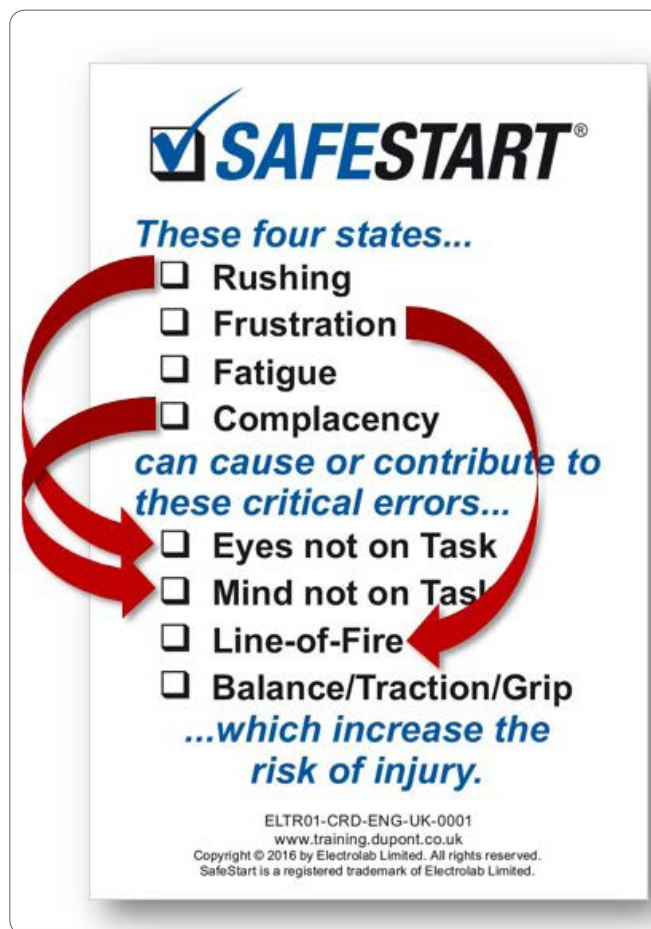 SAFESTART®
These four states...
Rushing
Frustration
Fatigue
Complacency
can cause or contribute to
these critical errors...
Eyes not on Task
Mind not on Task
Line-of-Fire
Balance/Traction/Grip
...which increase the
risk of injury.
ELTR01-CRD-ENG-UK-0001
www.training.dupont.co.uk
Copyright © 2016 by Electrolab Limited. All rights reserved.
SafeStart is a registered trademark of Electrolab Limited.